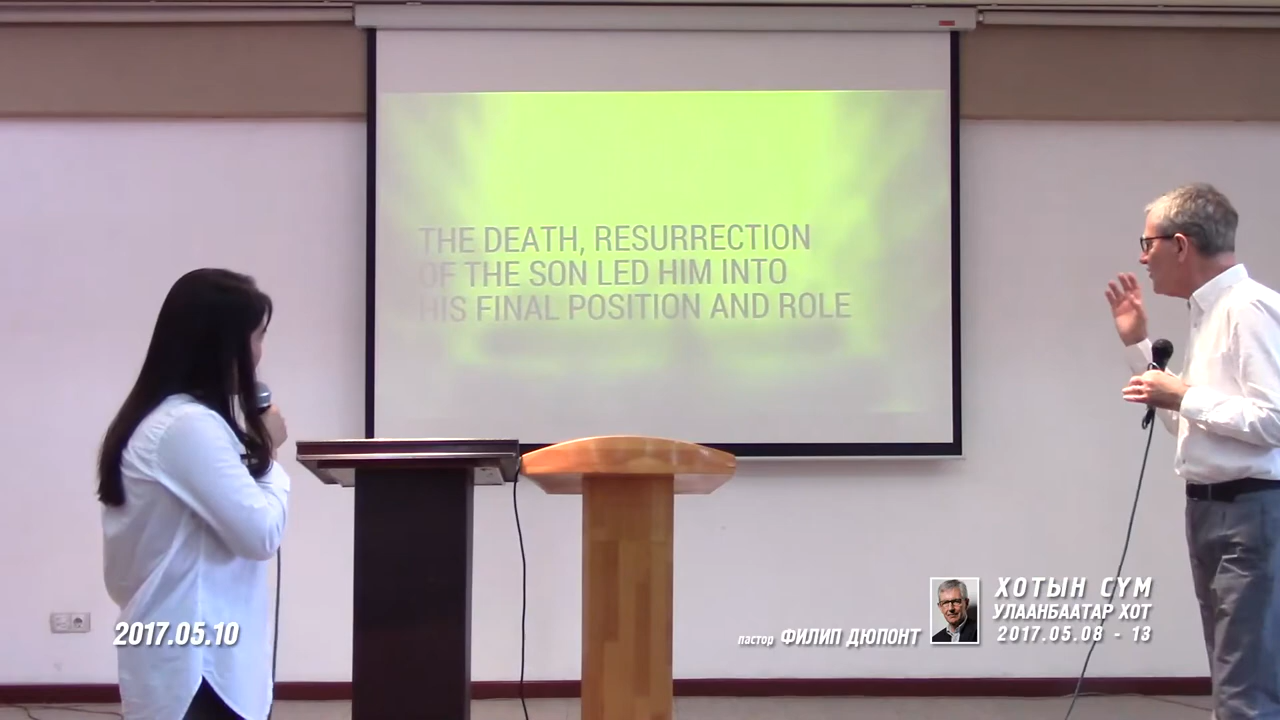 THE DEATH, RESURRECTION
OF THE SON LED HIM INTO
HIS FINAL POSITION AND ROLE
2017.05.10
пастор ФИЛИП ДЮПОНТ
ХОТЫН СҮМ
УЛААНБААТАР ХОТ
2017.05.08 - 13